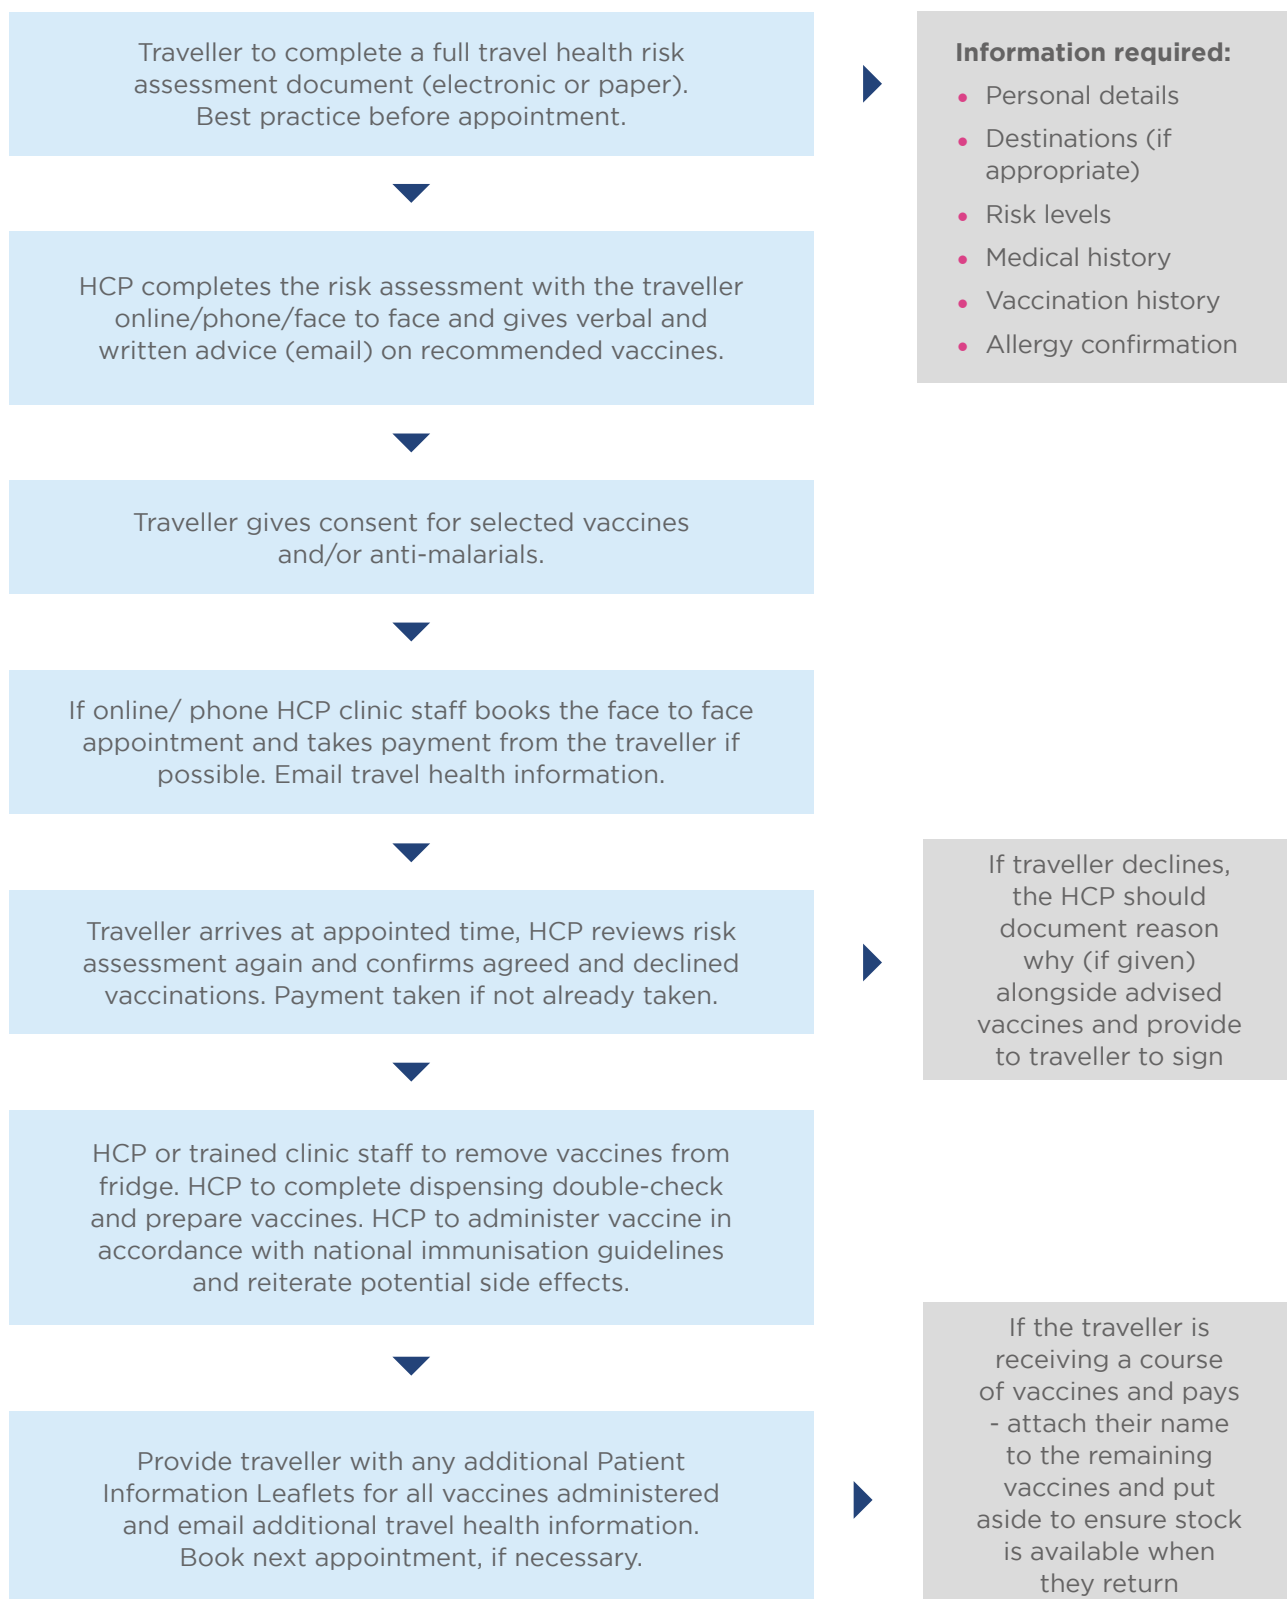 Traveller to complete a full travel health risk
assessment document (electronic or paper).
Best practice before appointment.
Information required:
• Personal details
• Destinations (if
appropriate)
• Risk levels
• Medical history
• Vaccination history
• Allergy confirmation
HCP completes the risk assessment with the traveller
online/phone/face to face and gives verbal and
written advice (email) on recommended vaccines.
Traveller gives consent for selected vaccines
and/or anti-malarials.
If online/ phone HCP clinic staff books the face to face
appointment and takes payment from the traveller if
possible. Email travel health information.
Traveller arrives at appointed time, HCP reviews risk
assessment again and confirms agreed and declined
vaccinations. Payment taken if not already taken.
If traveller declines,
the HCP should
document reason
why (if given)
alongside advised
vaccines and provide
to traveller to sign
HCP or trained clinic staff to remove vaccines from
fridge. HCP to complete dispensing double-check
and prepare vaccines. HCP to administer vaccine in
accordance with national immunisation guidelines
and reiterate potential side effects.
Provide traveller with any additional Patient
Information Leaflets for all vaccines administered
and email additional travel health information.
Book next appointment, if necessary.
If the traveller is
receiving a course
of vaccines and pays
- attach their name
to the remaining
vaccines and put
aside to ensure stock
is available when
they return